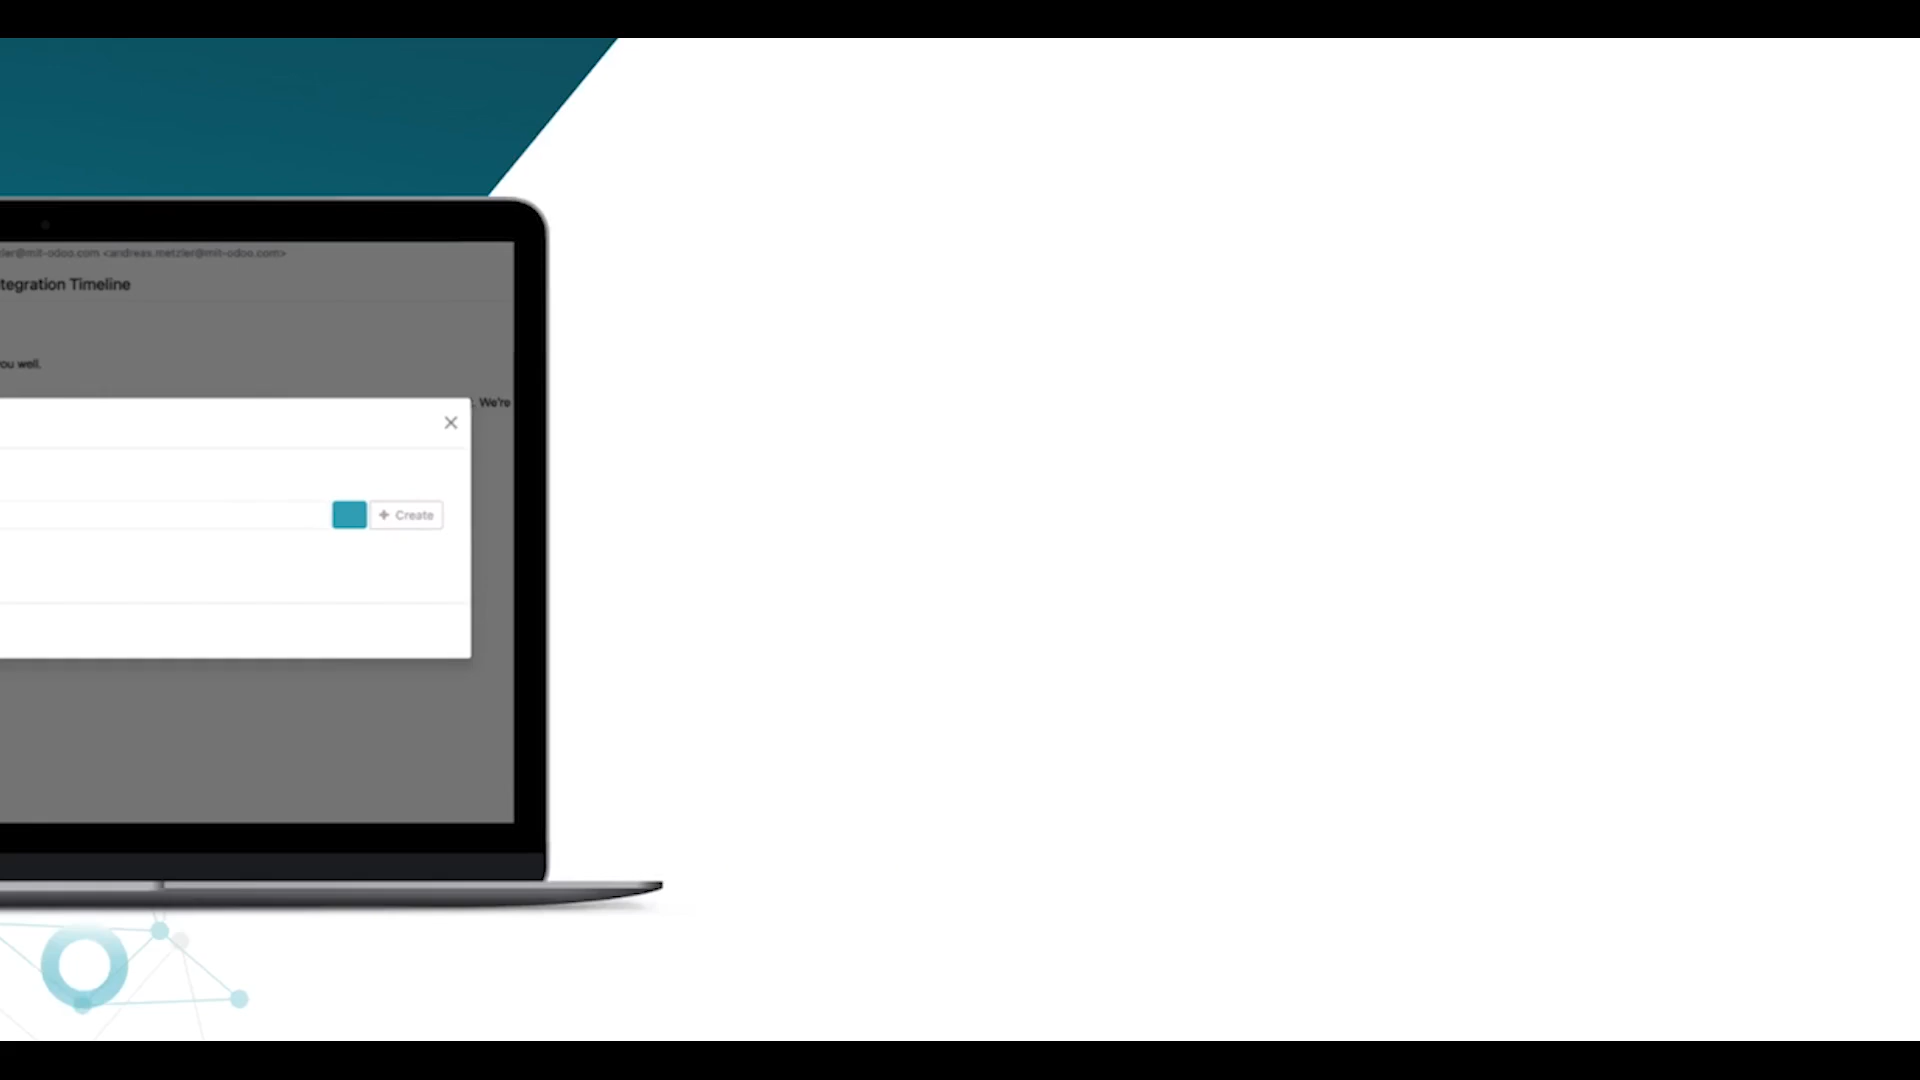 ler@mit-odoo.com <andreas.metzler@mit-odoo.com>
tegration Timeline
ou well.
. We're
+ Create